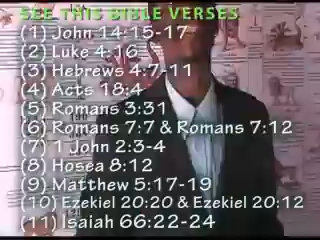 SEE THIS BIBLE VERSES
(1) John 14:15-17
(2) Luke 4:16
(3) Hebrews 4:7-11
(4) Acts 18:4
(5) Romans 3:31
(6) Romans 7:7 & Romans 7:12
(7) 1 John 2:3-4
(8) Hosea 8:12
(9) Matthew 5:17-19
(10) Ezekiel 20:20 & Ezekiel 20:12
(11) Isaiah 66:22-24